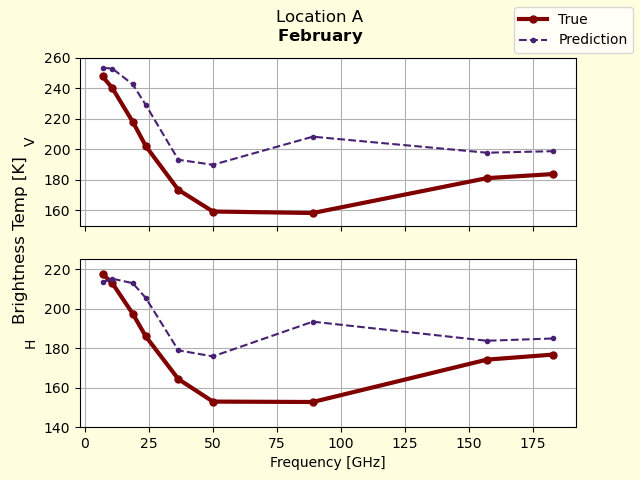 Location A
February
True
Prediction
Brightness Temp [K]
V
260
240
220
200
180
160
H
220
200
180
160
140
0
25
50
75
100
125
150
175
Frequency [GHz]